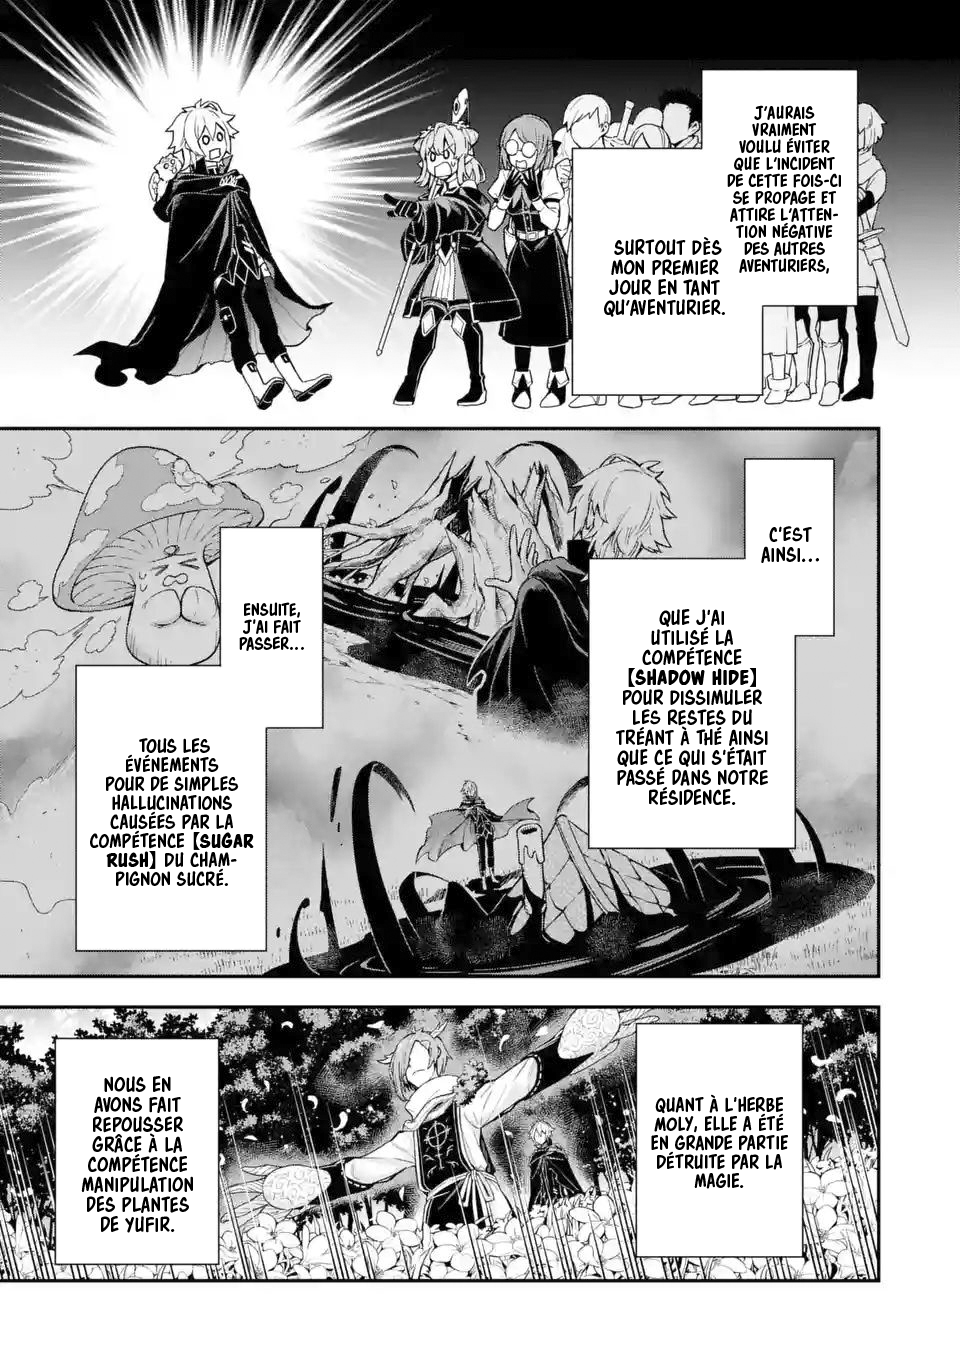 J'AURAIS
VRAIMENT
VOULU ÉVITER
QUE L'INCIDENT
DE CETTE FOIS-CI
SE PROPAGE ET
ATTIRE L'ATTEN-
TION NÉGATIVE
DES AUTRES
AVENTURIERS,
SURTOUT DÈS
MON PREMIER
JOUR EN TANT
QU'AVENTURIER.
C'EST
AINSI...
QUE J'AI
UTILISÉ LA
COMPÉTENCE
【SHADOW HIDE】
POUR DISSIMULER
LES RESTES DU
TRÉANT À THÉ AINSI
QUE CE QUI S'ÉTAIT
PASSÉ DANS NOTRE
RÉSIDENCE.
ENSUITE,
J'AI FAIT
PASSER...
TOUS LES
ÉVÉNEMENTS
POUR DE SIMPLES
HALLUCINATIONS
CAUSÉES PAR LA
COMPÉTENCE 【SUGAR
RUSH】 DU CHAM-
PIGNON SUCRÉ.
QUANT À L'HERBE
MOLY, ELLE A ÉTÉ
EN GRANDE PARTIE
DÉTRUITE PAR LA
MAGIE.
NOUS EN
AVONS FAIT
REPOUSSER
GRÂCE À LA
COMPÉTENCE
MANIPULATION
DES PLANTES
DE YUFIR.